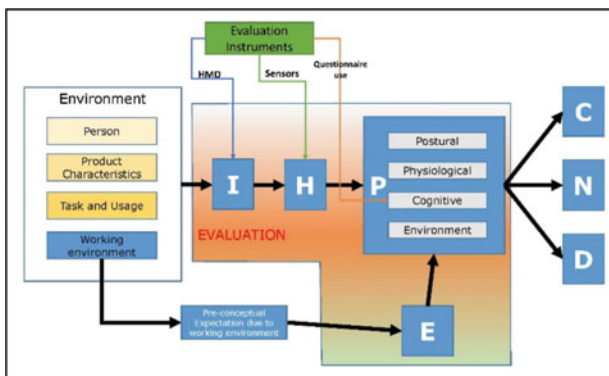 Evaluation
Instruments
HMD
Sensors
Questionnaire
use
Environment
Person
Product
Characteristics
Task and Usage
Working
environment
I
H
P
Postural
Physiological
Cognitive
Environment
C
N
D
EVALUATION
Pre-conceptual
Expectation due to
working environment
E